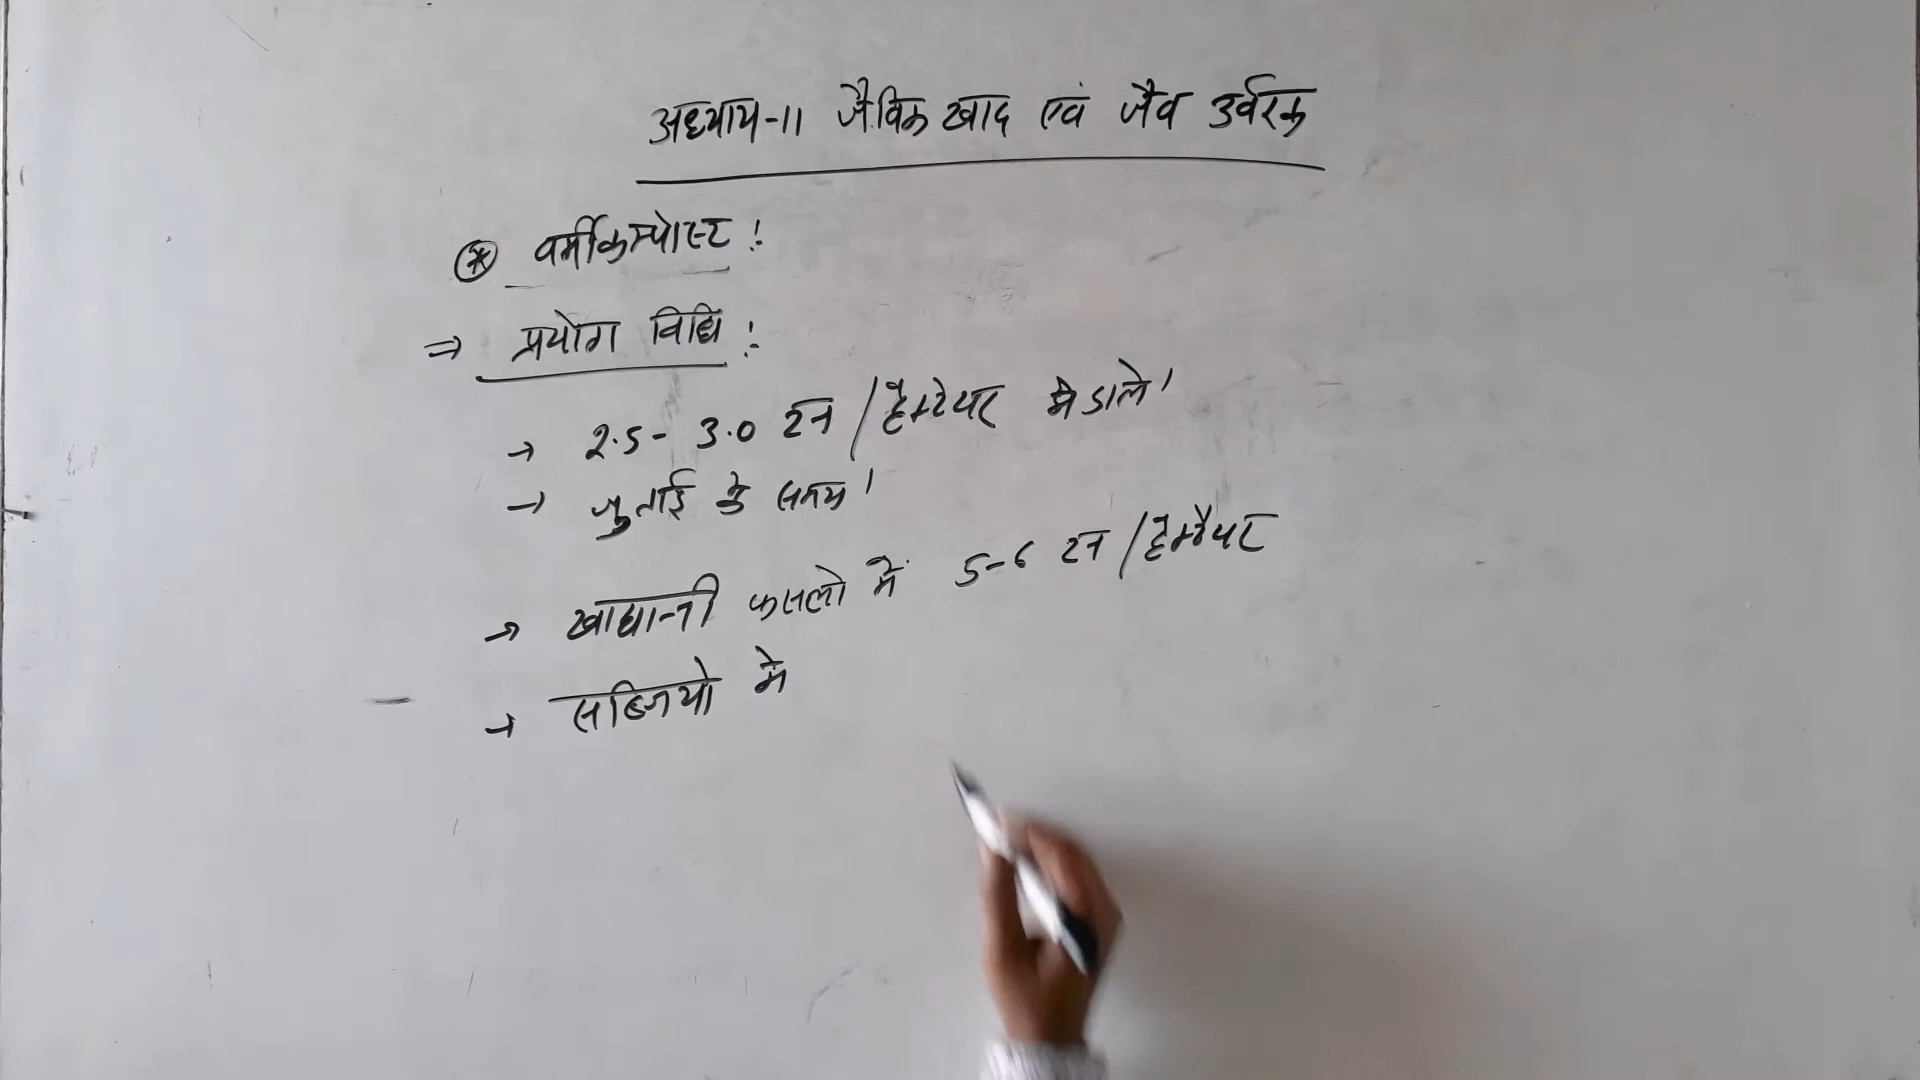 अध्याय-11 जैविक खाद एवं जैव उर्वरक
* वर्मीकम्पोस्ट :
⇒ प्रयोग विधि :
→ 2.5- 3.0 टन / हैक्टेयर मे डाले।
→ जुताई के समय।
→ खाद्यान्नी फसलो में 5-6 टन / हैक्टेयर
→ सब्जियो मे